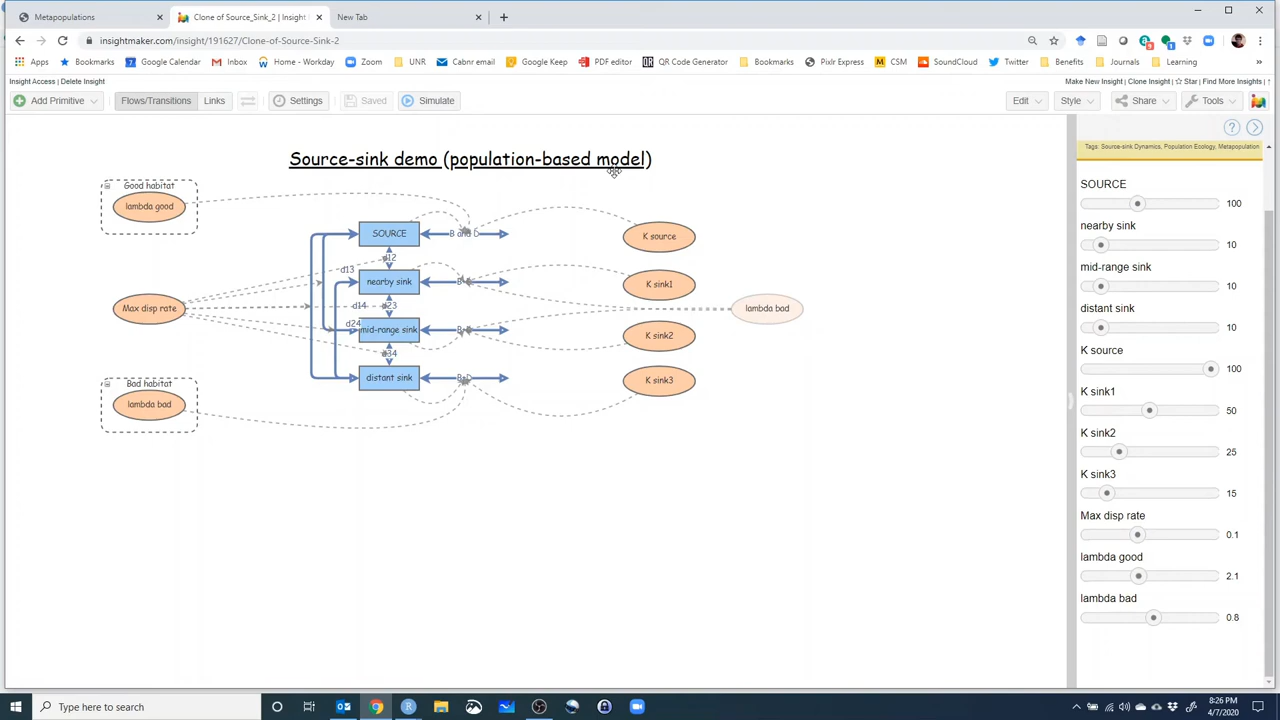 Metapopulations
Clone of Source_Sink_2 | Insight
New Tab
insightmaker.com/insight/191627/Clone-of-Source-Sink-2
Apps
Bookmarks
Google Calendar
Inbox
Home - Workday
Zoom
UNR
Cabnr email
Google Keep
PDF editor
QR Code Generator
Bookmarks
Pixlr Express
CSM
SoundCloud
Twitter
Benefits
Journals
Learning
Insight Access | Delete Insight
Make New Insight | Clone Insight | Star | Find More Insights |
Add Primitive
Flows/Transitions
Links
Settings
Saved
Simulate
Edit
Style
Share
Tools
Tags: Source-sink Dynamics, Population Ecology, Metapopulation
Source-sink demo (population-based model)
Good habitat
lambda good
SOURCE
K source
d12
d13
nearby sink
K sink1
Max disp rate
d14
d23
lambda bad
d24
mid-range sink
K sink2
d34
distant sink
K sink3
Bad habitat
lambda bad
SOURCE
100
nearby sink
10
mid-range sink
10
distant sink
10
K source
100
K sink1
50
K sink2
25
K sink3
15
Max disp rate
0.1
lambda good
2.1
lambda bad
0.8
Type here to search
8:26 PM
4/7/2020